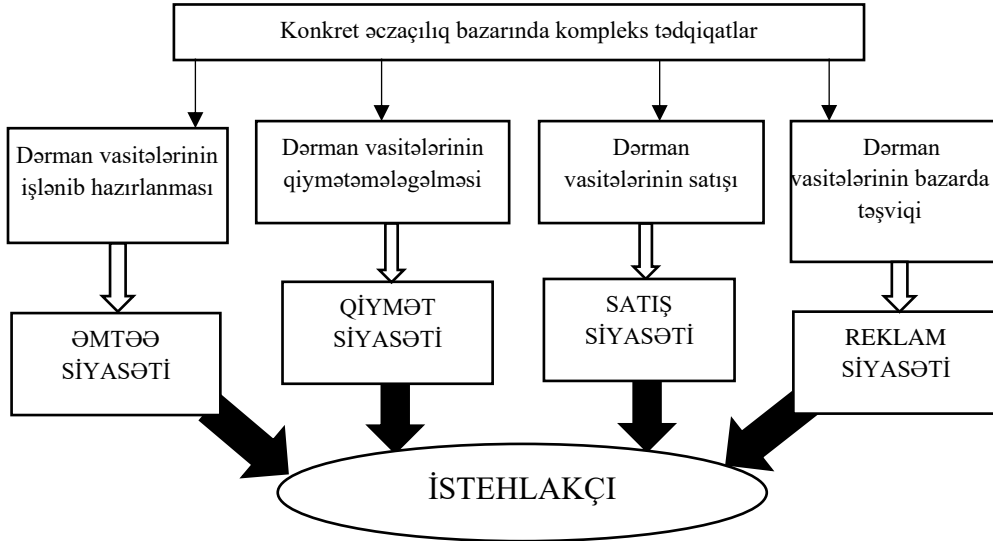 Konkret əczaçılıq bazarında kompleks tədqiqatlar
Dərman vasitələrinin
işlənib hazırlanması
Dərman vasitələrinin
qiymətəmələgəlməsi
Dərman
vasitələrinin satışı
Dərman
vasitələrinin bazarda
təşviqi
ƏMTƏƏ
SİYASƏTİ
QİYMƏT
SİYASƏTİ
SATIŞ
SİYASƏTİ
REKLAM
SİYASƏTİ
İSTEHLAKÇI